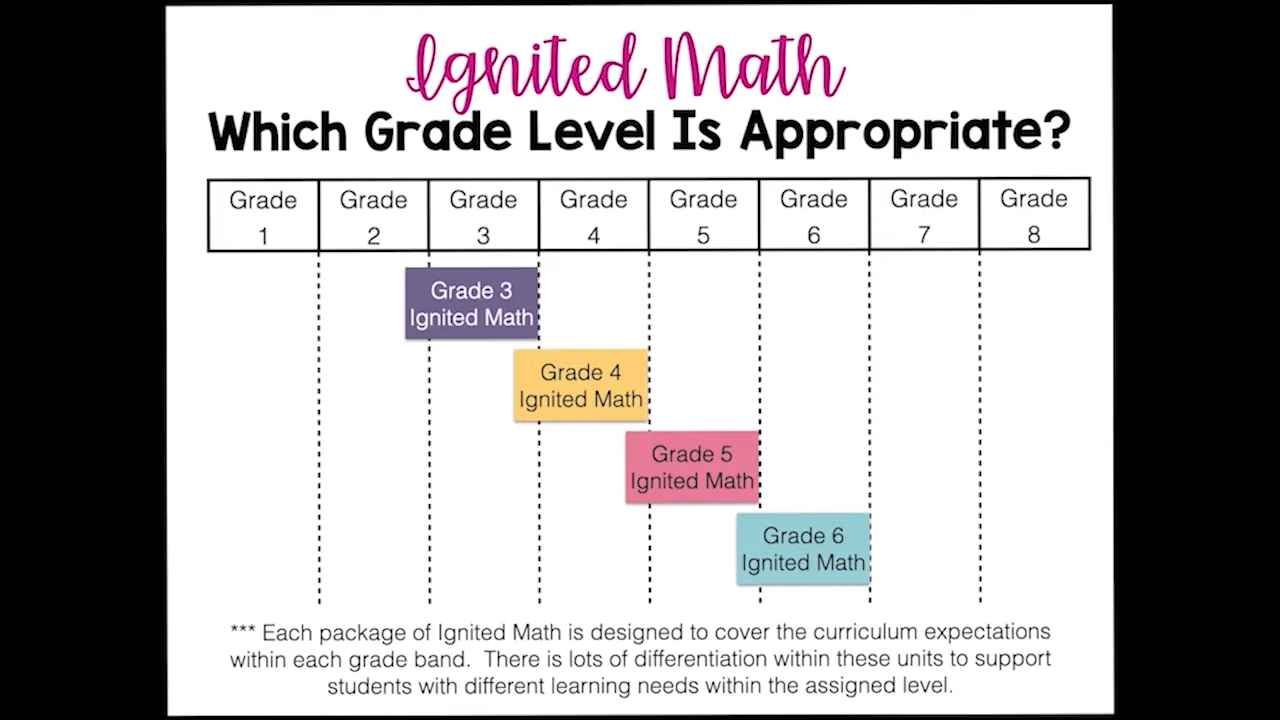 Ignited Math
Which Grade Level Is Appropriate?
Grade 1
Grade 2
Grade 3
Grade 4
Grade 5
Grade 6
Grade 7
Grade 8
Grade 3
Ignited Math
Grade 4
Ignited Math
Grade 5
Ignited Math
Grade 6
Ignited Math
*** Each package of Ignited Math is designed to cover the curriculum expectations
within each grade band. There is lots of differentiation within these units to support
students with different learning needs within the assigned level.